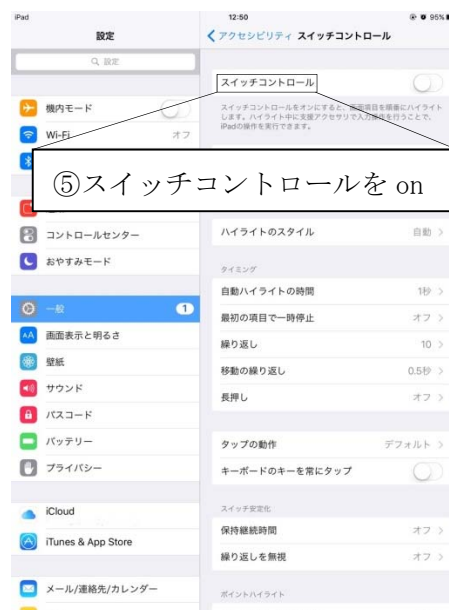 iPad
12:50
95%
設定
アクセシビリティ スイッチコントロール
設定
スイッチコントロール
スイッチコントロールをオンにすると、画面項目を順番にハイライト
します。ハイライト中に支援アクセサリで入力操作を行うことで、
iPadの操作を実行できます。
機内モード
Wi-Fi
オフ
⑤スイッチコントロールを on
コントロールセンター
おやすみモード
一般
1
画面表示と明るさ
壁紙
サウンド
パスコード
バッテリー
プライバシー
iCloud
iTunes & App Store
メール/連絡先/カレンダー
ハイライトのスタイル
自動
タイミング
自動ハイライトの時間
1秒
最初の項目で一時停止
オフ
繰り返し
10
移動の繰り返し
0.5秒
長押し
オフ
タップの動作
デフォルト
キーボードのキーを常にタップ
スイッチ安定化
保持継続時間
オフ
繰り返しを無視
オフ
ポイントハイライト